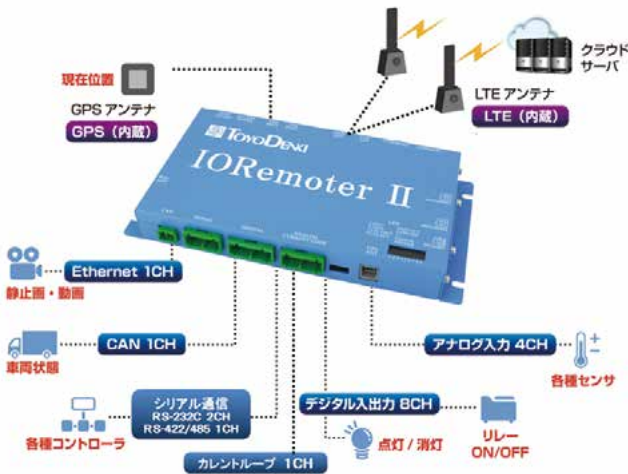 現在位置
GPS アンテナ
GPS（内蔵）
クラウド
サーバ
LTE アンテナ
LTE（内蔵）
TOYODENKI
IORemoter II
Ethernet 1CH
静止画・動画
CAN 1CH
車両状態
シリアル通信
RS-232C 2CH
RS-422/485 1CH
各種コントローラ
カレントループ 1CH
アナログ入力 4CH
各種センサ
デジタル入出力 8CH
点灯 / 消灯
リレー
ON/OFF